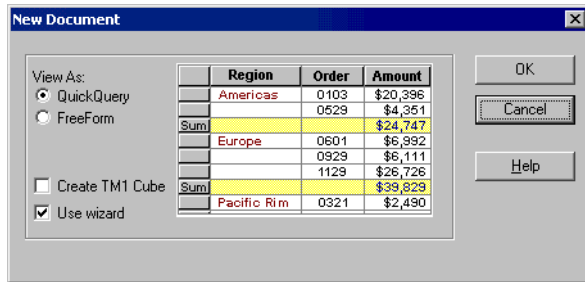 New Document
View As:
QuickQuery
FreeForm
Create TM1 Cube
Use wizard
Region Order Amount
Americas 0103 $20,396
0529 $4,351
Sum $24,747
Europe 0601 $6,992
0929 $6,111
1129 $26,726
Sum $39,829
Pacific Rim 0321 $2,490
OK
Cancel
Help